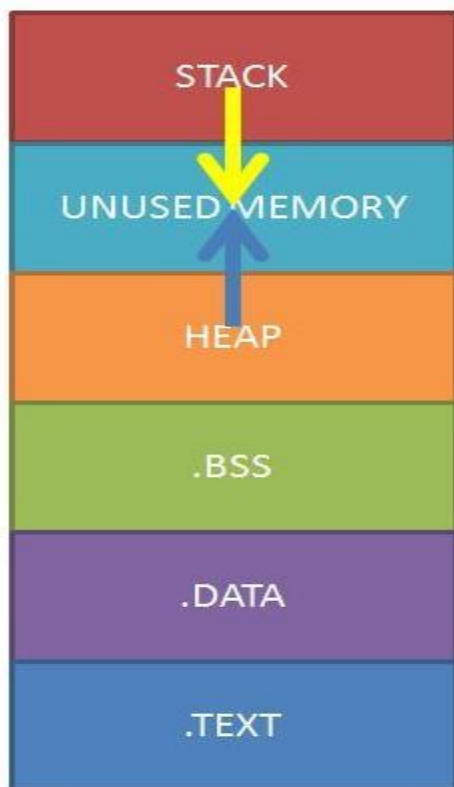 STACK
UNUSED MEMORY
HEAP
.BSS
.DATA
.TEXT